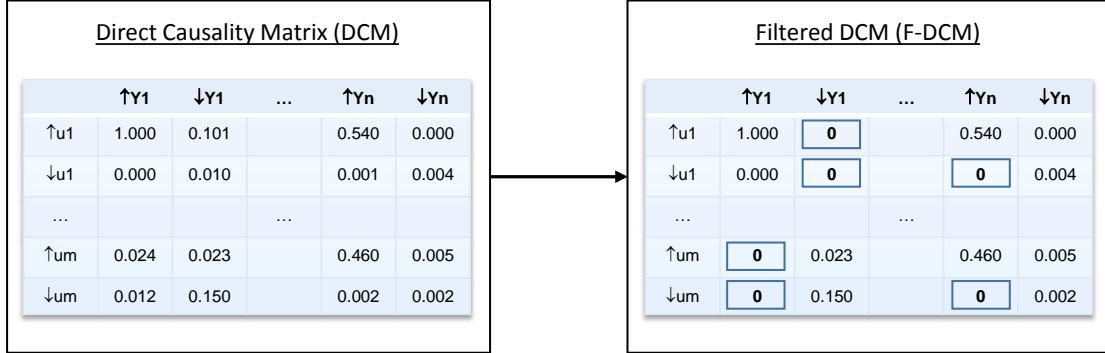 Direct Causality Matrix (DCM)
↑Y1 ↓Y1 ... ↑Yn ↓Yn
↑u1 1.000 0.101 0.540 0.000
↓u1 0.000 0.010 0.001 0.004
... ...
↑um 0.024 0.023 0.460 0.005
↓um 0.012 0.150 0.002 0.002
Filtered DCM (F-DCM)
↑Y1 ↓Y1 ... ↑Yn ↓Yn
↑u1 1.000 0 0.540 0.000
↓u1 0.000 0 0 0.004
... ...
↑um 0 0.023 0.460 0.005
↓um 0 0.150 0 0.002